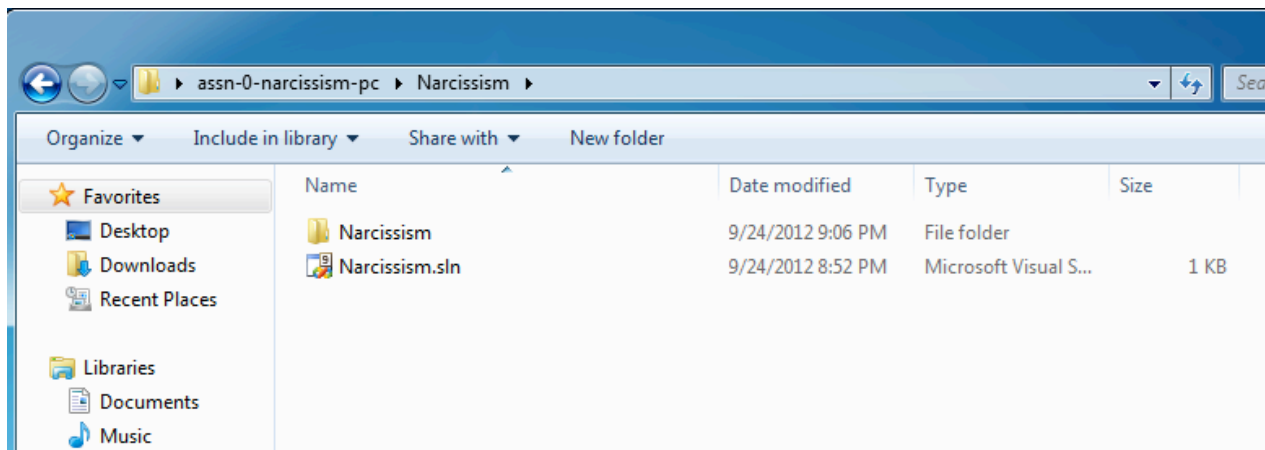 assn-0-narcissism-pc Narcissism
Organize Include in library Share with New folder
Favorites
Desktop
Downloads
Recent Places
Libraries
Documents
Music
Name Date modified Type Size
Narcissism 9/24/2012 9:06 PM File folder
Narcissism.sln 9/24/2012 8:52 PM Microsoft Visual S... 1 KB